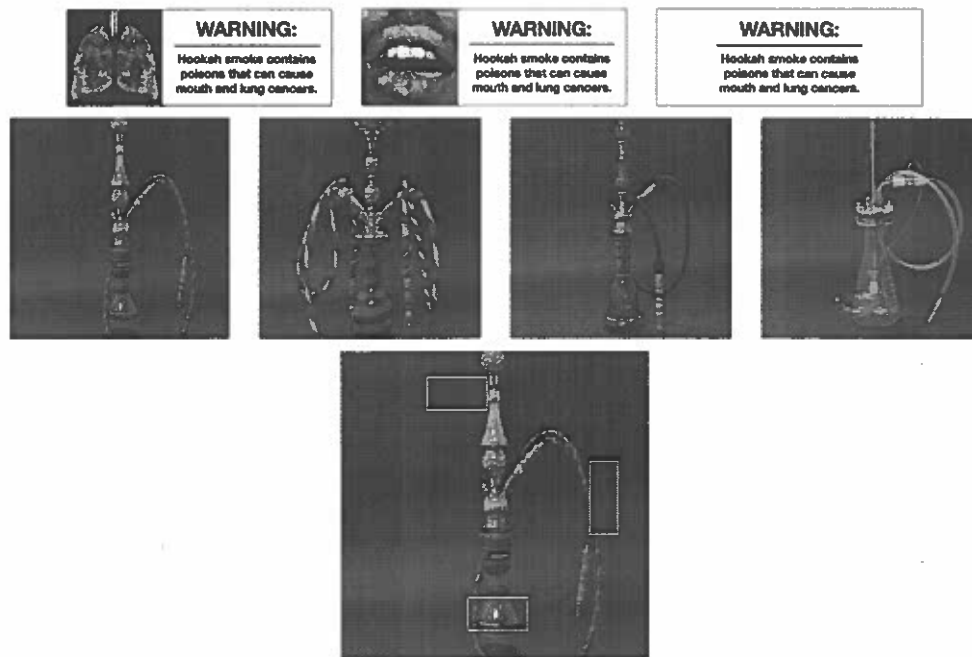 WARNING:
Hookah smoke contains
poisons that can cause
mouth and lung cancers.
WARNING:
Hookah smoke contains
poisons that can cause
mouth and lung cancers.
WARNING:
Hookah smoke contains
poisons that can cause
mouth and lung cancers.